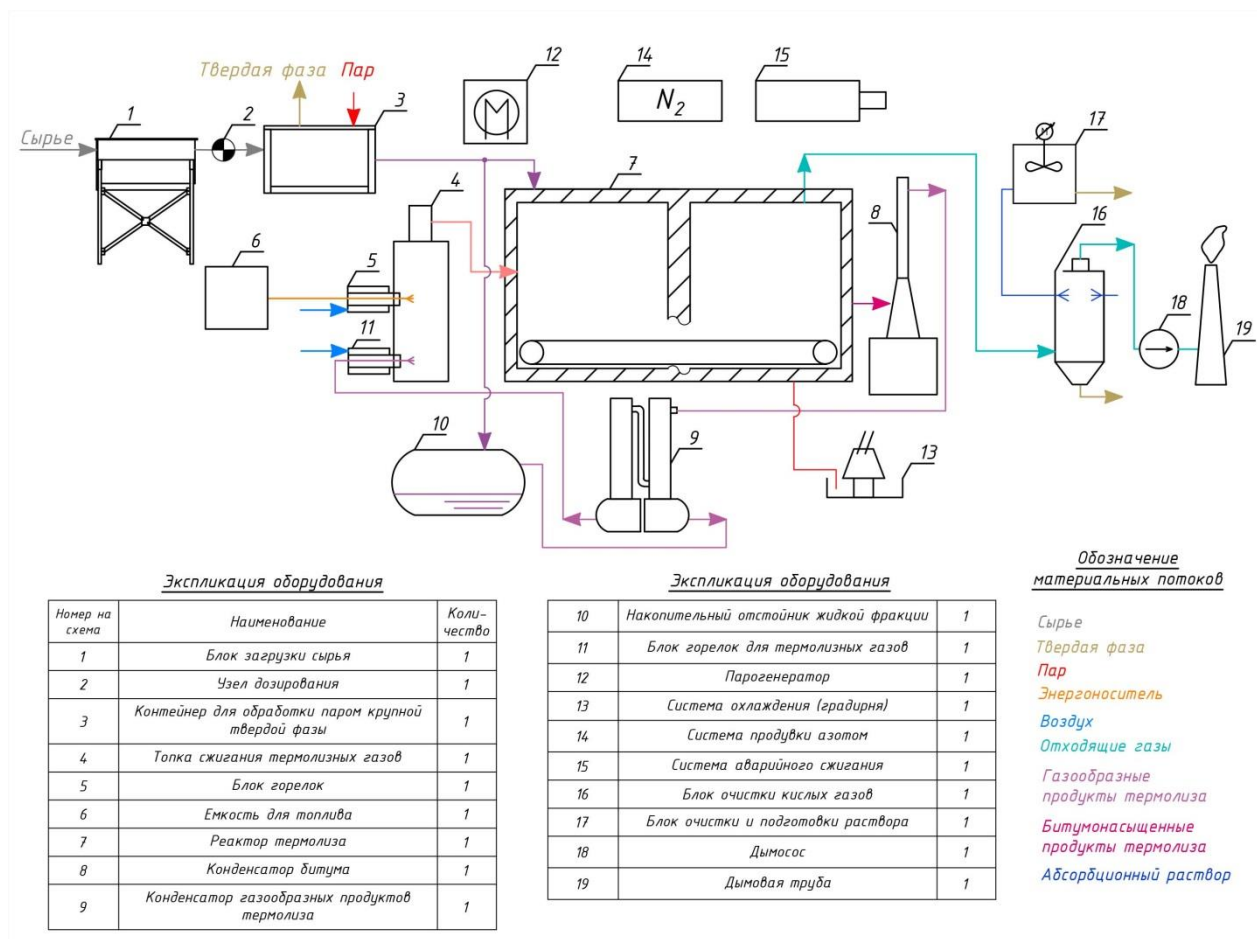 12
14
15
Твердая фаза
Пар
N2
1
2
3
17
M
Сырье
7
4
8
6
5
16
11
18
19
10
9
13
Экспликация оборудования
Номер на схема
Наименование
Коли-
чество
1 Блок загрузки сырья 1
2 Узел дозирования 1
3 Контейнер для обработки паром крупной
твердой фазы 1
4 Топка сжигания термолизных газов 1
5 Блок горелок 1
6 Емкость для топлива 1
7 Реактор термолиза 1
8 Конденсатор битума 1
9 Конденсатор газообразных продуктов
термолиза 1
Экспликация оборудования
10 Накопительный отстойник жидкой фракции 1
11 Блок горелок для термолизных газов 1
12 Парогенератор 1
13 Система охлаждения (градирня) 1
14 Система продувки азотом 1
15 Система аварийного сжигания 1
16 Блок очистки кислых газов 1
17 Блок очистки и подготовки раствора 1
18 Дымосос 1
19 Дымовая труба 1
Обозначение
материальных потоков
Сырье
Твердая фаза
Пар
Энергоноситель
Воздух
Отходящие газы
Газообразные
продукты термолиза
Битумонасыщенные
продукты термолиза
Абсорбционный раствор